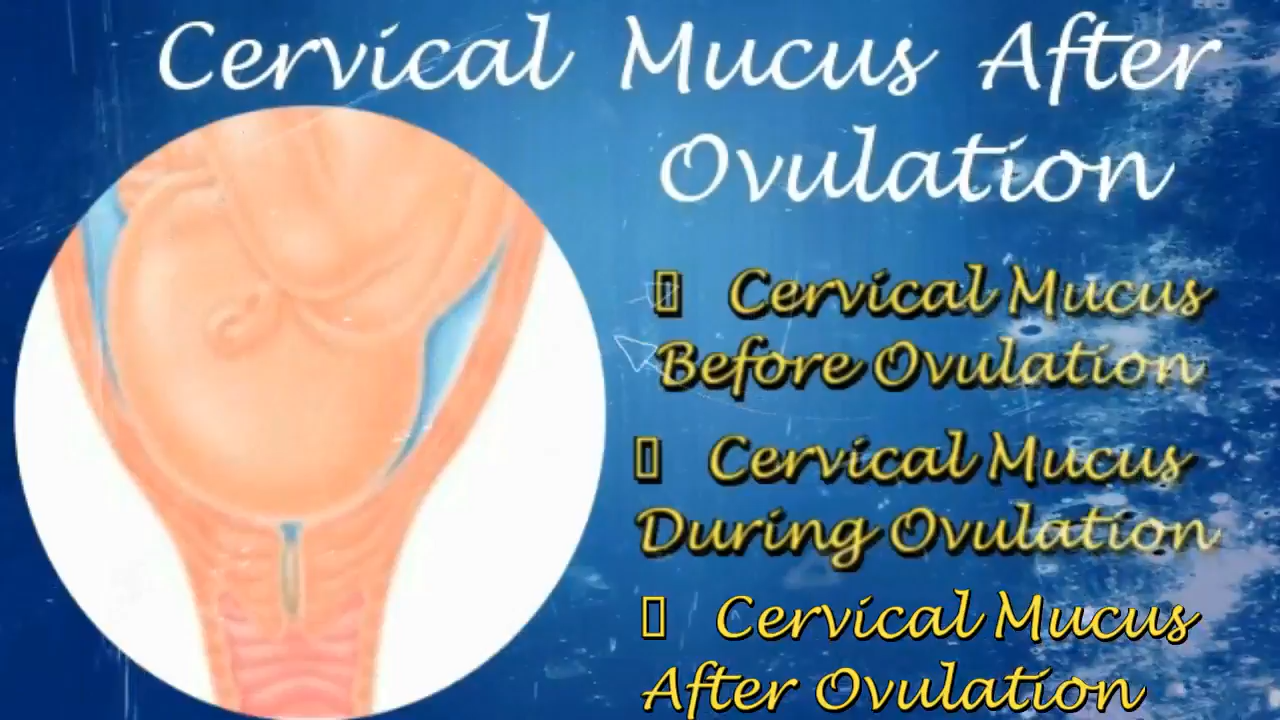 Cervical Mucus After
Ovulation
▯ Cervical Mucus
Before Ovulation
▯ Cervical Mucus
During Ovulation
▯ Cervical Mucus
After Ovulation